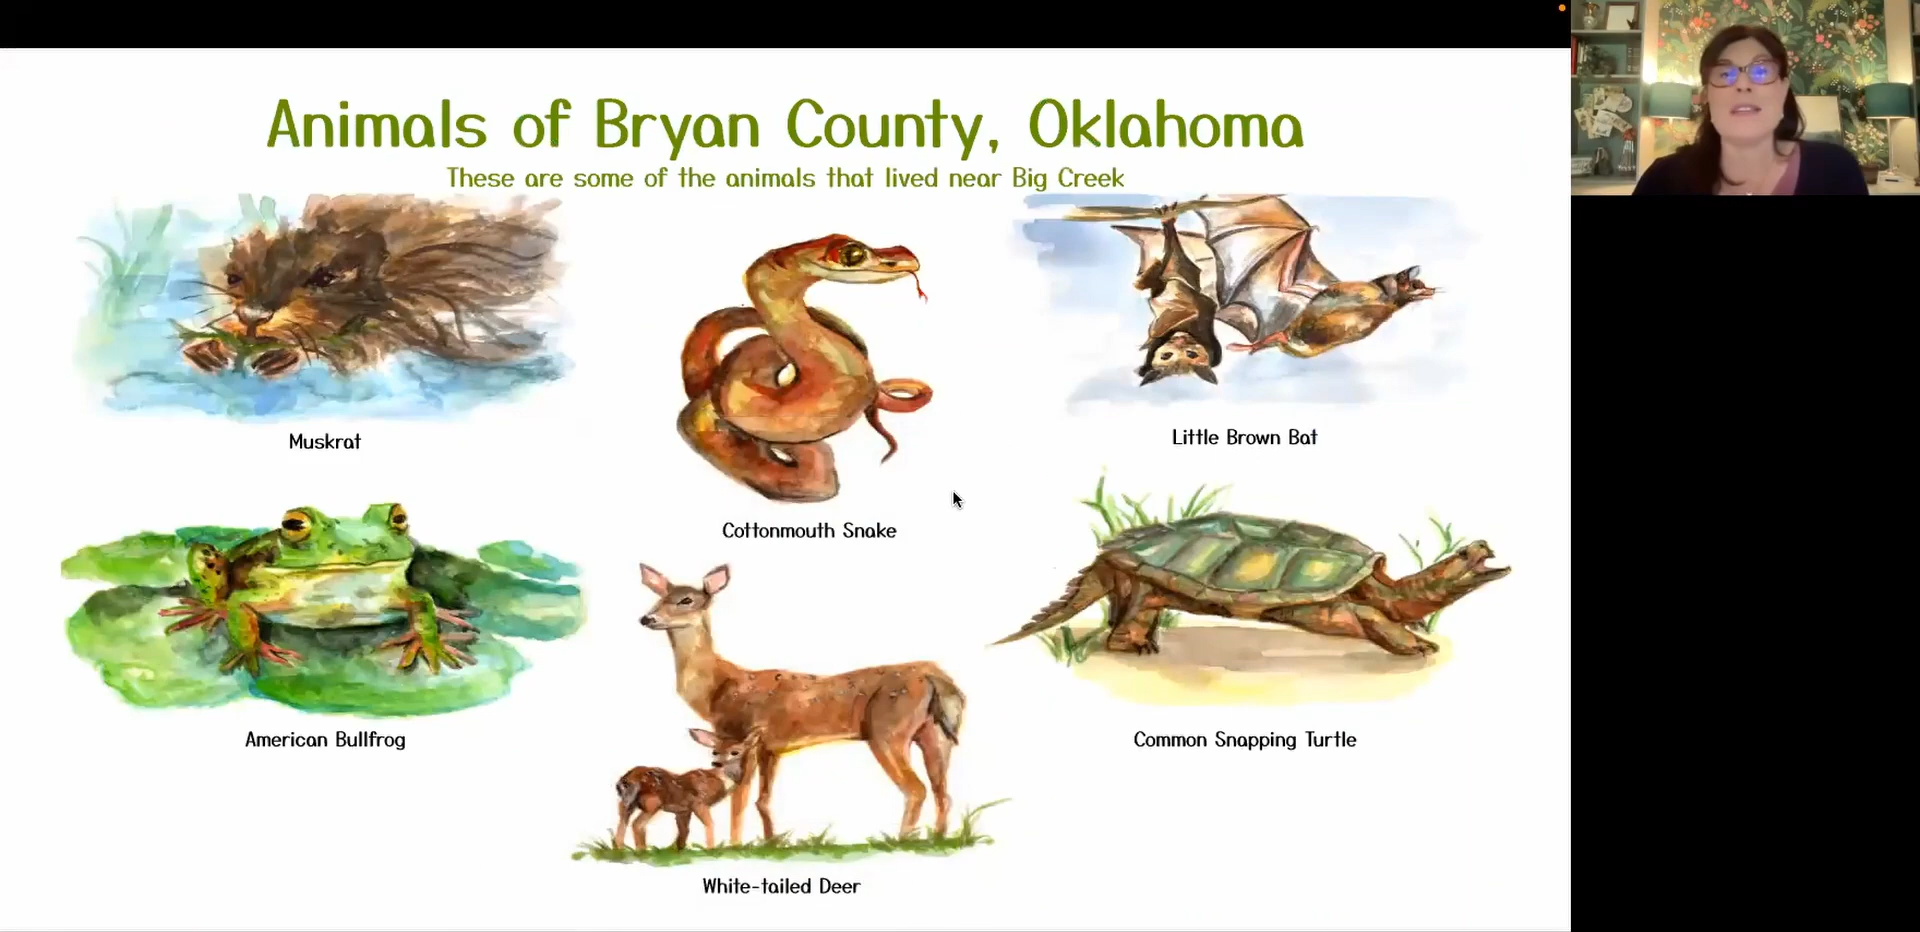 Animals of Bryan County, Oklahoma
These are some of the animals that lived near Big Creek
Muskrat
Cottonmouth Snake
Little Brown Bat
American Bullfrog
White-tailed Deer
Common Snapping Turtle